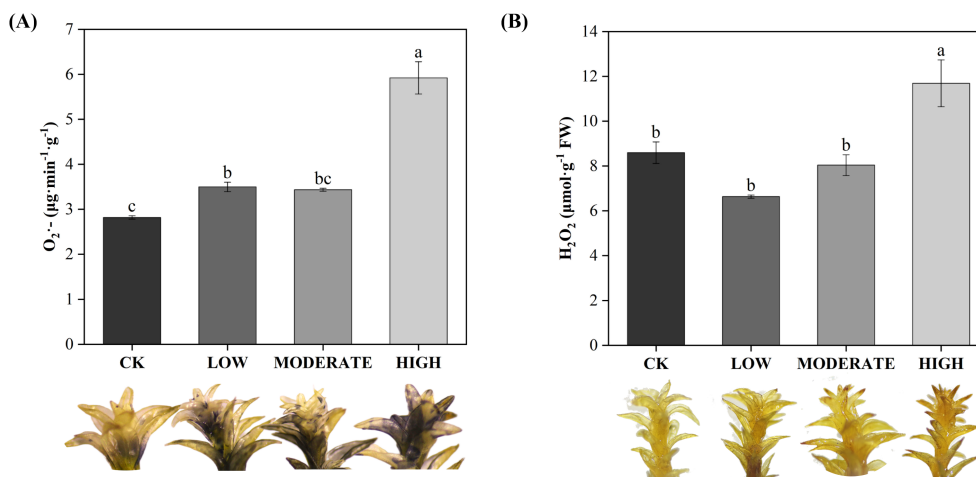 (A)
7
6
5
4
3
2
1
0
O₂·- (μg·min⁻¹·g⁻¹)
c
b
bc
a
CK LOW MODERATE HIGH
(B)
14
12
10
8
6
4
2
0
H₂O₂ (μmol·g⁻¹ FW)
b
b
b
a
CK LOW MODERATE HIGH